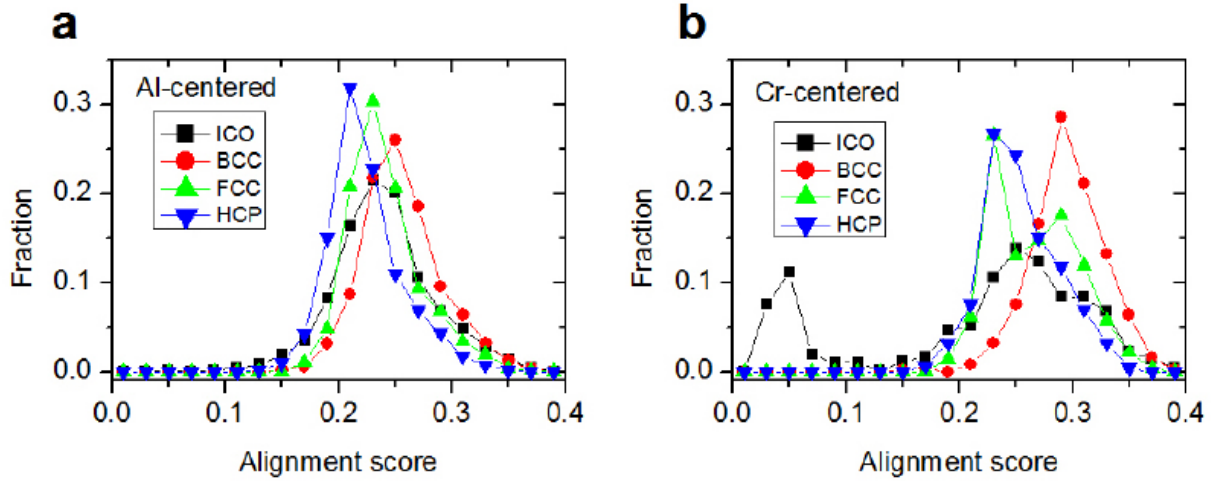 a
Al-centered
ICO
BCC
FCC
HCP
Fraction
0.3
0.2
0.1
0.0
0.0 0.1 0.2 0.3 0.4
Alignment score
b
Cr-centered
ICO
BCC
FCC
HCP
Fraction
0.3
0.2
0.1
0.0
0.0 0.1 0.2 0.3 0.4
Alignment score